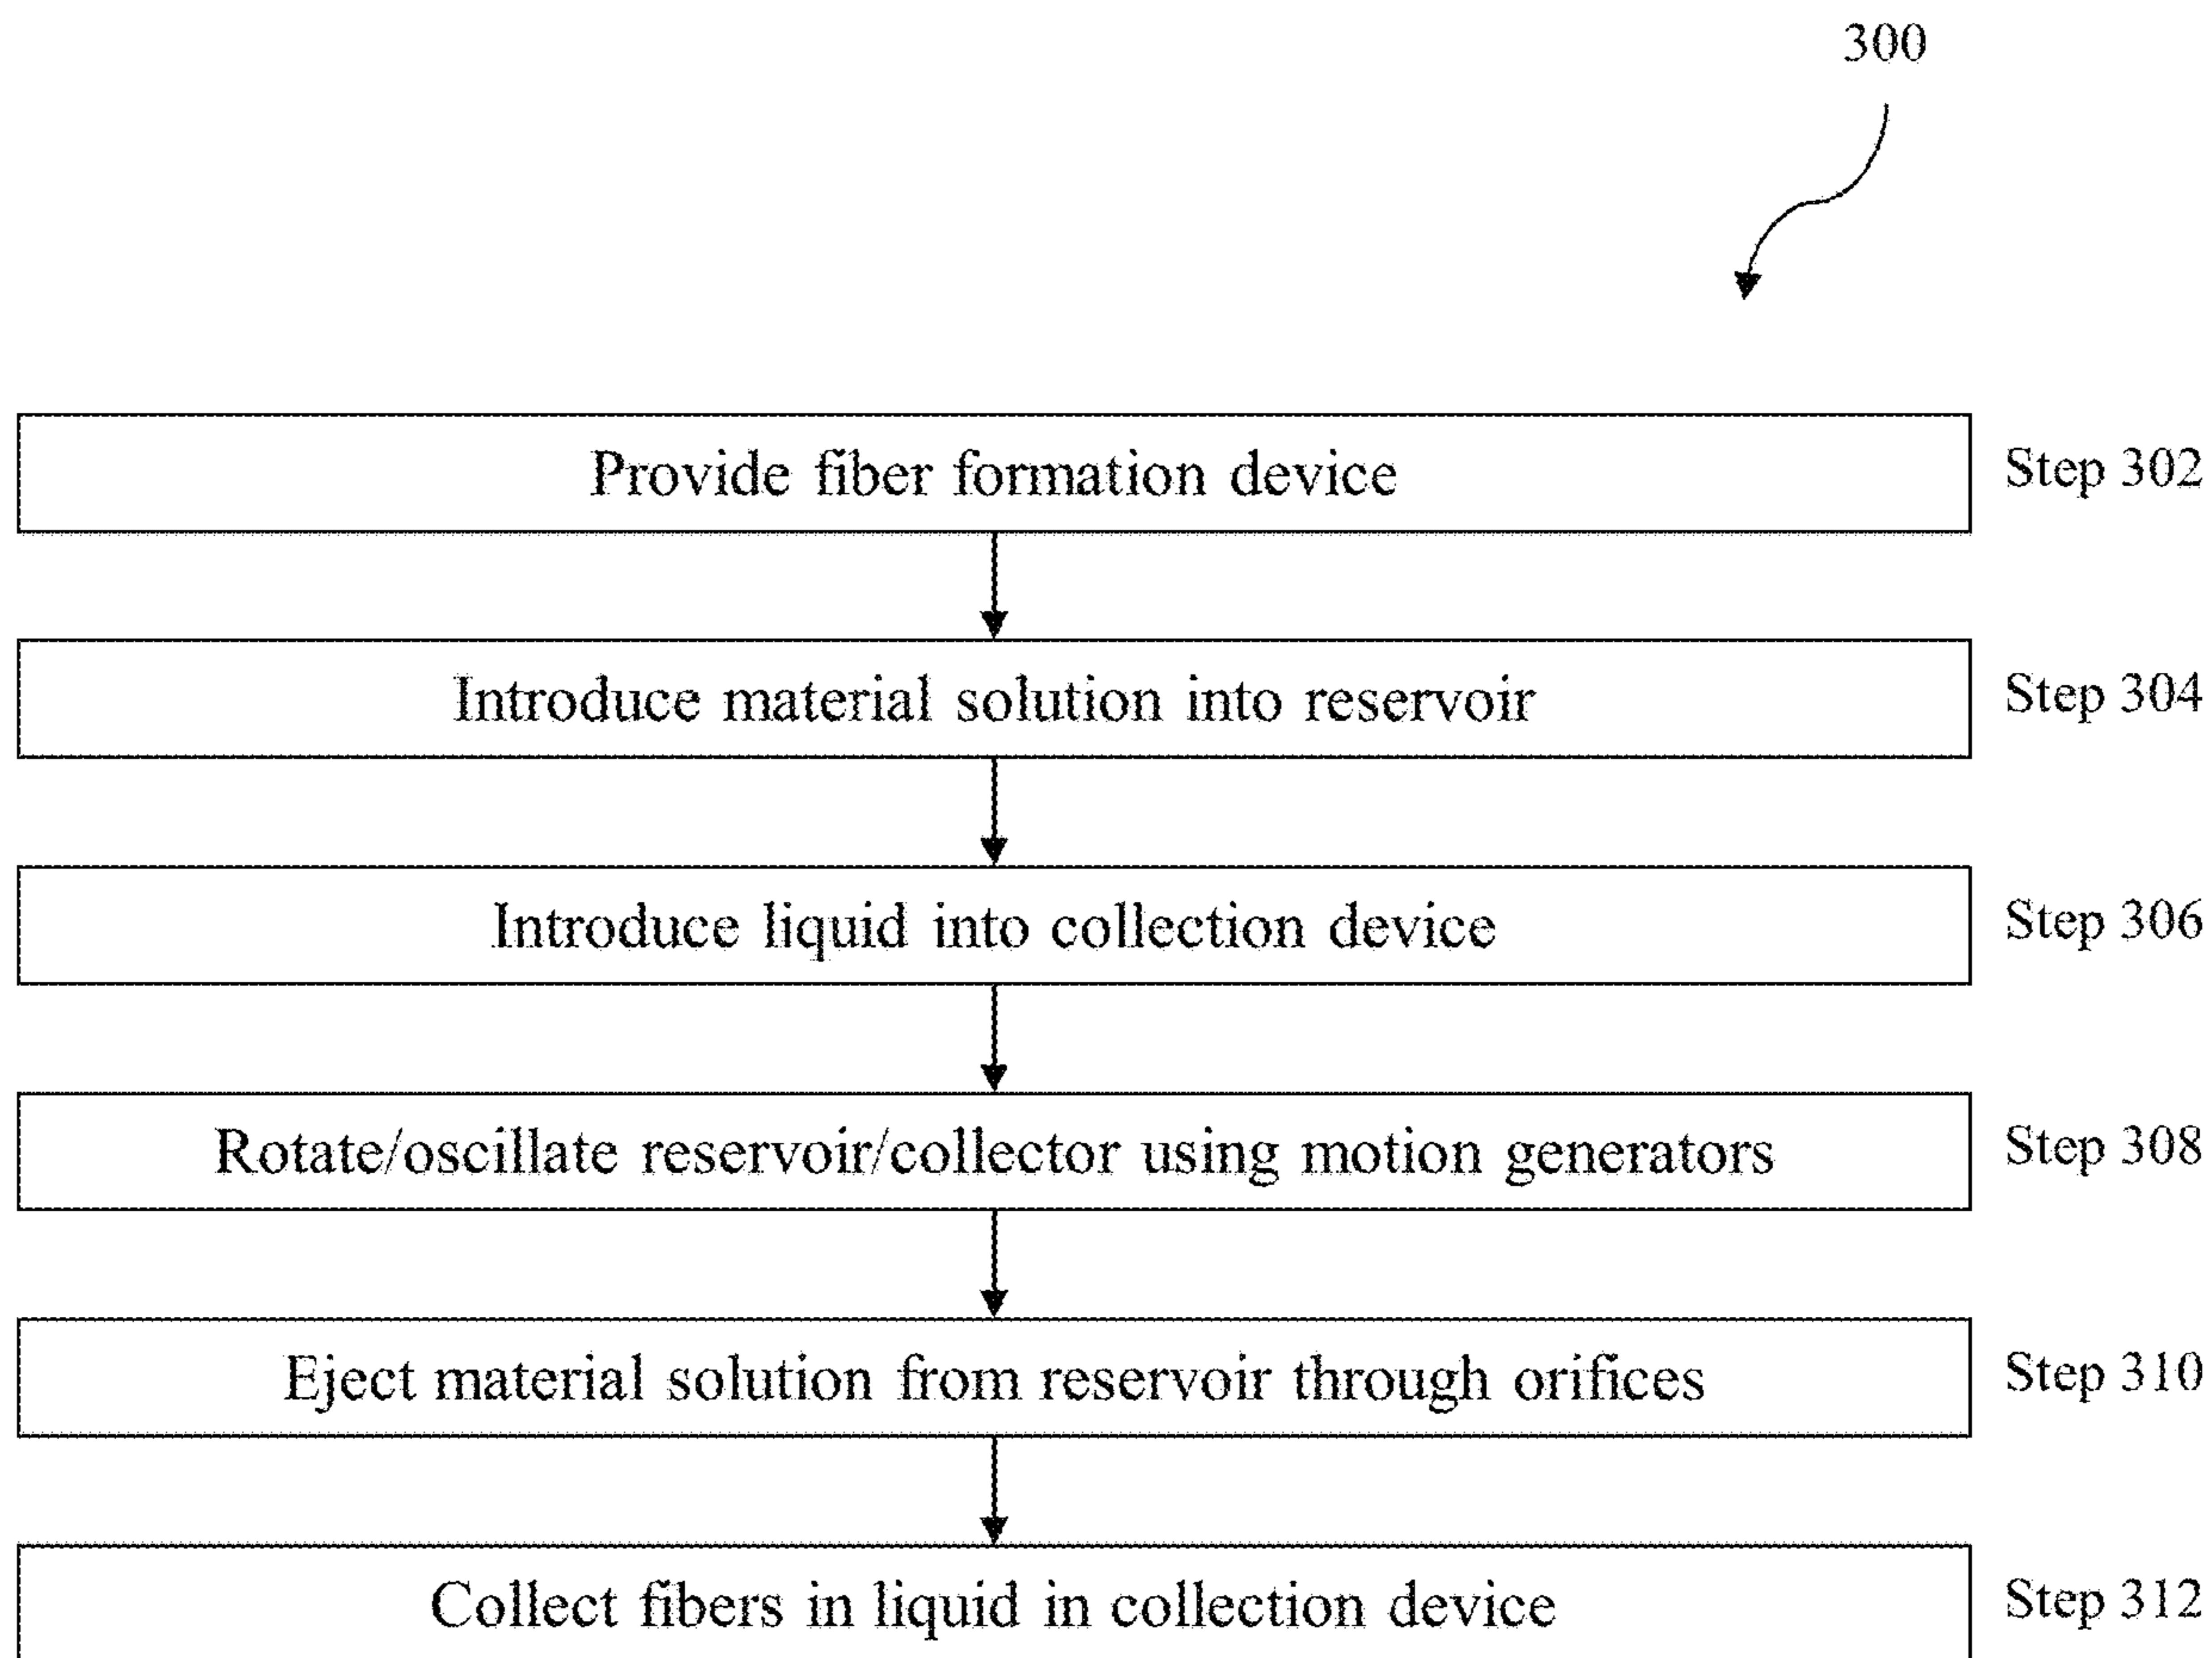 300
Provide fiber formation device Step 302
Introduce material solution into reservoir Step 304
Introduce liquid into collection device Step 306
Rotate/oscillate reservoir/collector using motion generators Step 308
Eject material solution from reservoir through orifices Step 310
Collect fibers in liquid in collection device Step 312